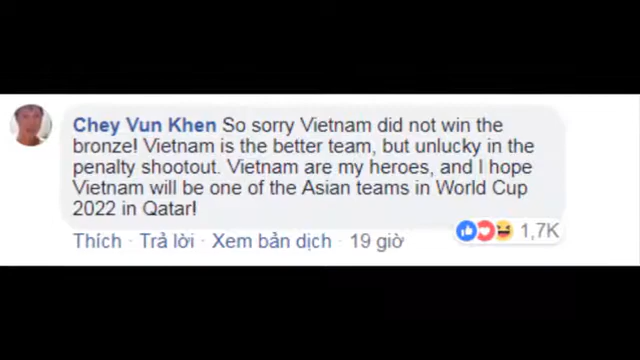 Chey Vun Khen So sorry Vietnam did not win the
bronze! Vietnam is the better team, but unlucky in the
penalty shootout. Vietnam are my heroes, and I hope
Vietnam will be one of the Asian teams in World Cup
2022 in Qatar!
1,7K
Thích · Trả lời · Xem bản dịch · 19 giờ